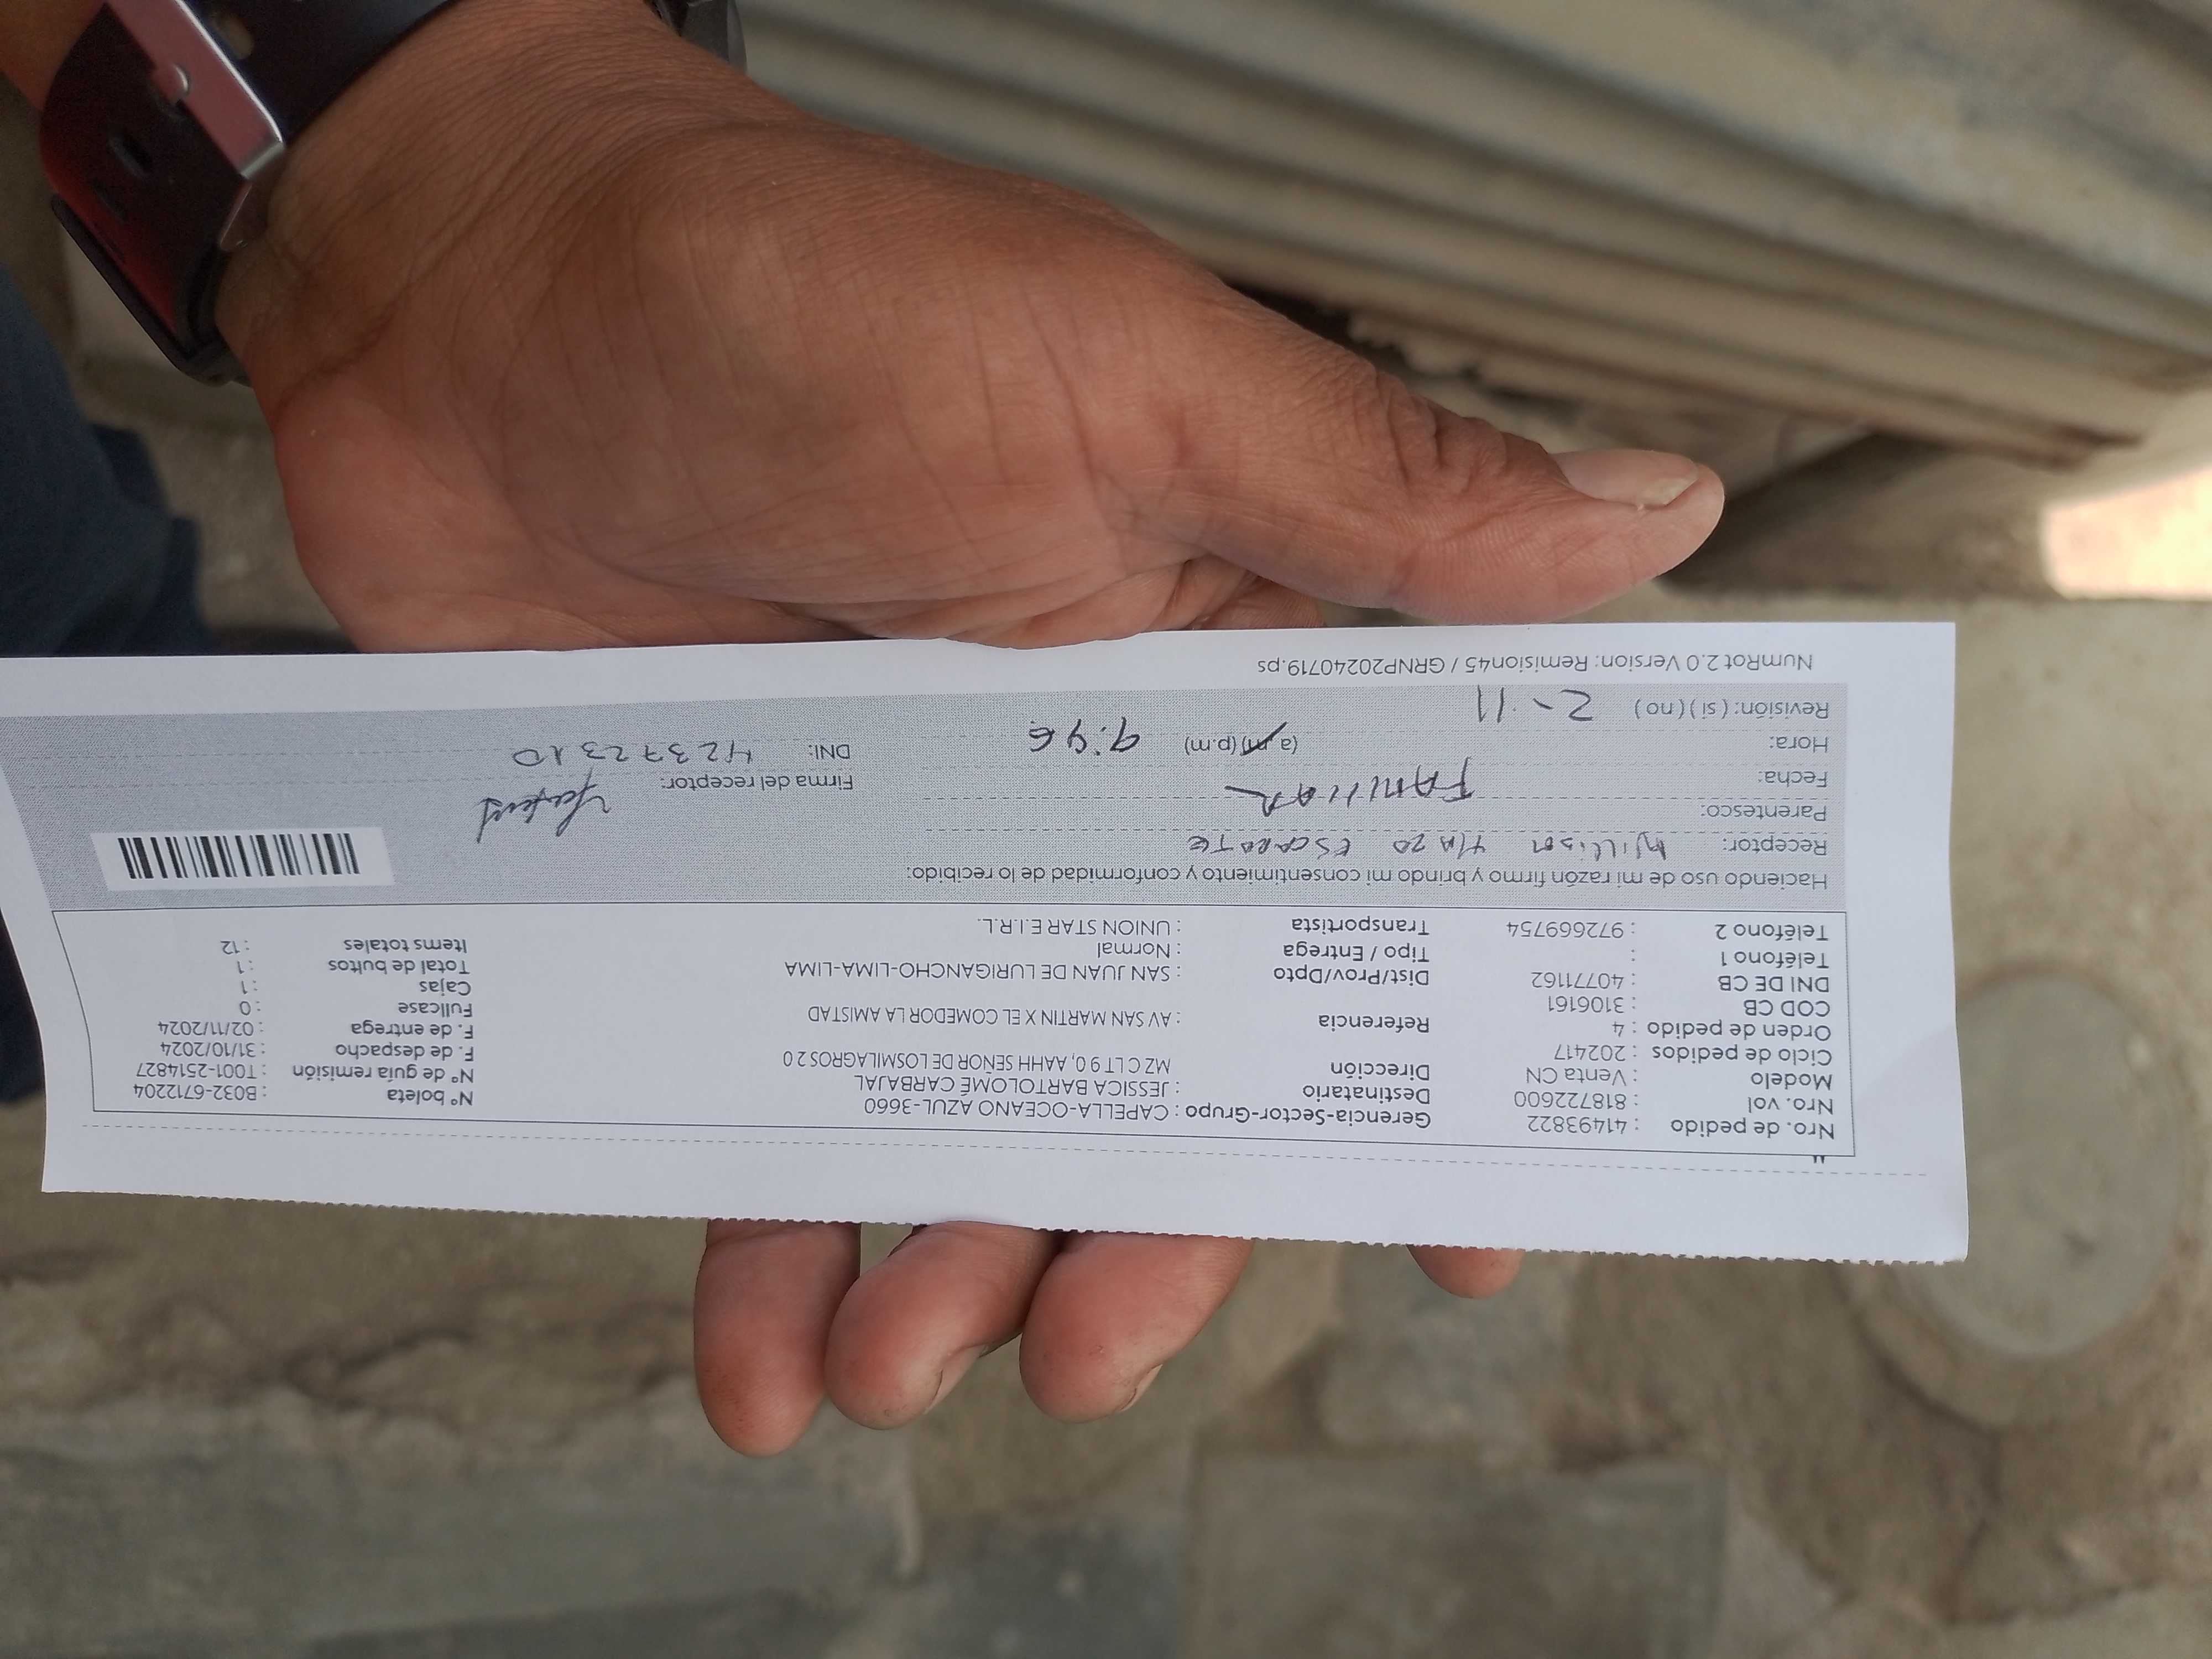 Nro. de pedido : 41493822
Nro. vol : 818722600
Modelo : Venta CN
Ciclo de pedidos : 202417
Orden de pedido : 4
COD CB : 3106161
DNI DE CB : 40771162
Teléfono 1 :
Teléfono 2 : 972669754
Gerencia-Sector-Grupo : CAPELLA-OCEANO AZUL-3660
Destinatario : JESSICA BARTOLOMÉ CARBAJAL
Dirección MZ C LT 9 0, AAHH SEÑOR DE LOSMILAGROS 2 0
Referencia : AV SAN MARTIN X EL COMEDOR LA AMISTAD
Dist/Prov/Dpto : SAN JUAN DE LURIGANCHO-LIMA-LIMA
Tipo / Entrega : Normal
Transportista : UNION STAR E.I.R.L.
N° boleta : B032-6712204
N° de guía remisión : T001-2514827
F. de despacho : 31/10/2024
F. de entrega : 02/11/2024
Fullcase : 0
Cajas : 1
Total de bultos : 1
Items totales : 12
Haciendo uso de mi razón firmo y brindo mi consentimiento y conformidad de lo recibido:
Receptor: ESCARATE
Parentesco: FAMILIAR
Fecha:
Hora: (a.m) (p.m) 9:46
Revisión: ( si ) ( no ) 2-11
Firma del receptor:
DNI: 42372310
NumRot 2.0 Version: Remision45 / GRNP20240719.ps